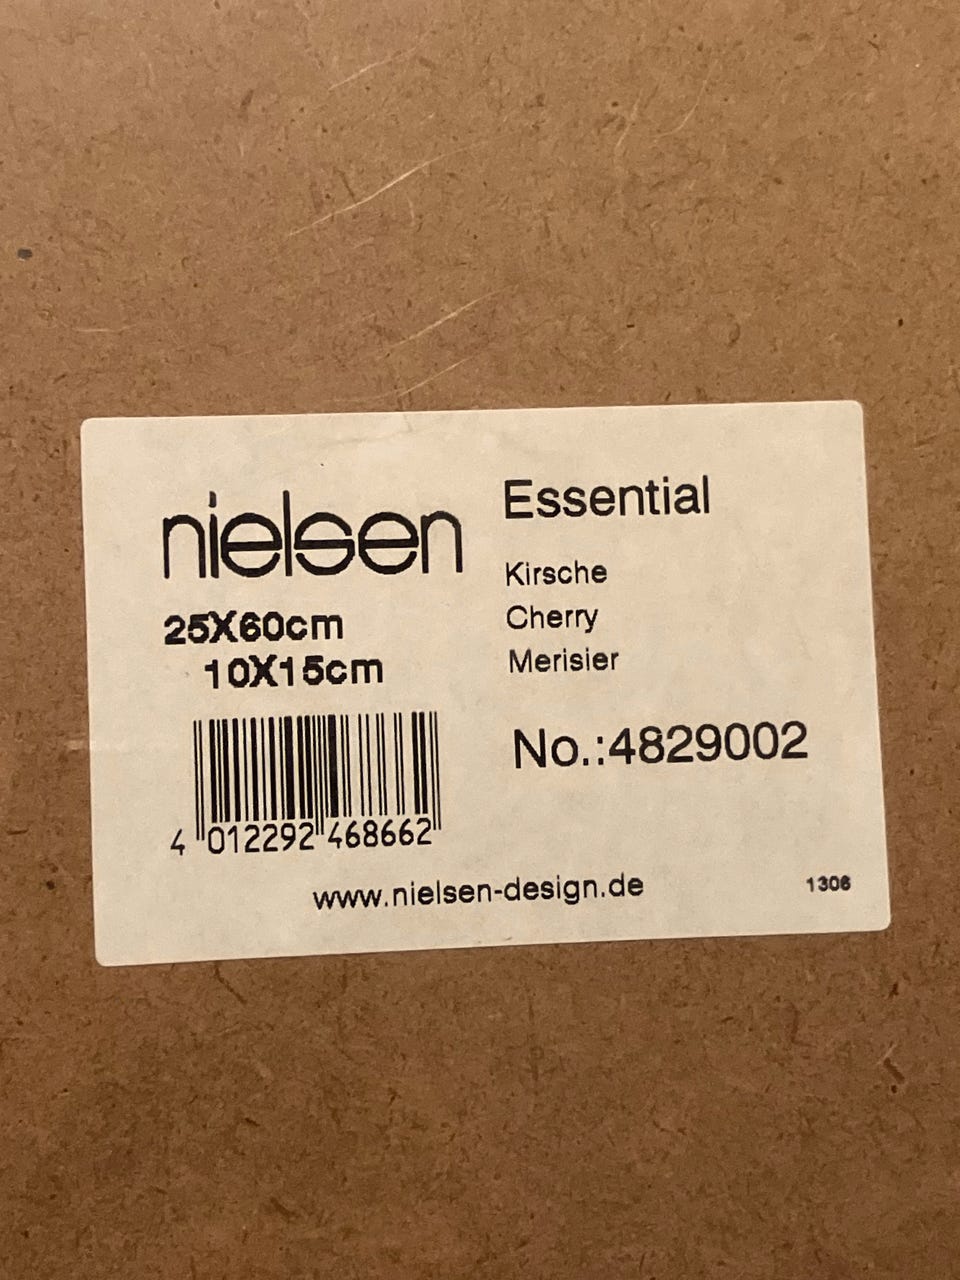 nielsen
25X60cm
10X15cm
4 012292 468662
Essential
Kirsche
Cherry
Merisier
No.:4829002
www.nielsen-design.de
1306